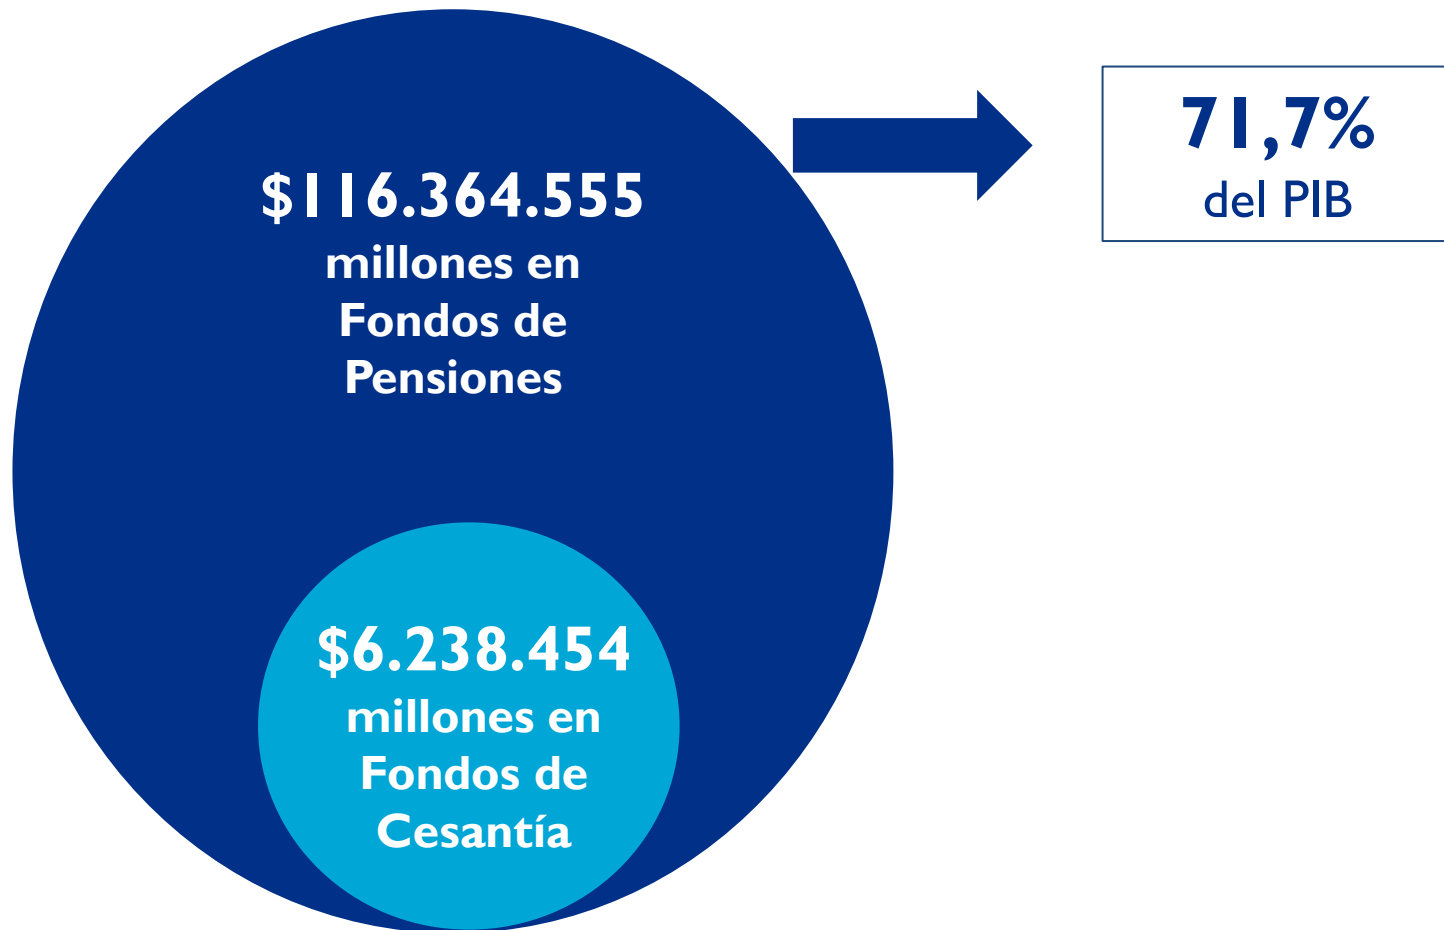 $116.364.555
millones en
Fondos de
Pensiones
71,7%
del PIB
$6.238.454
millones en
Fondos de
Cesantía